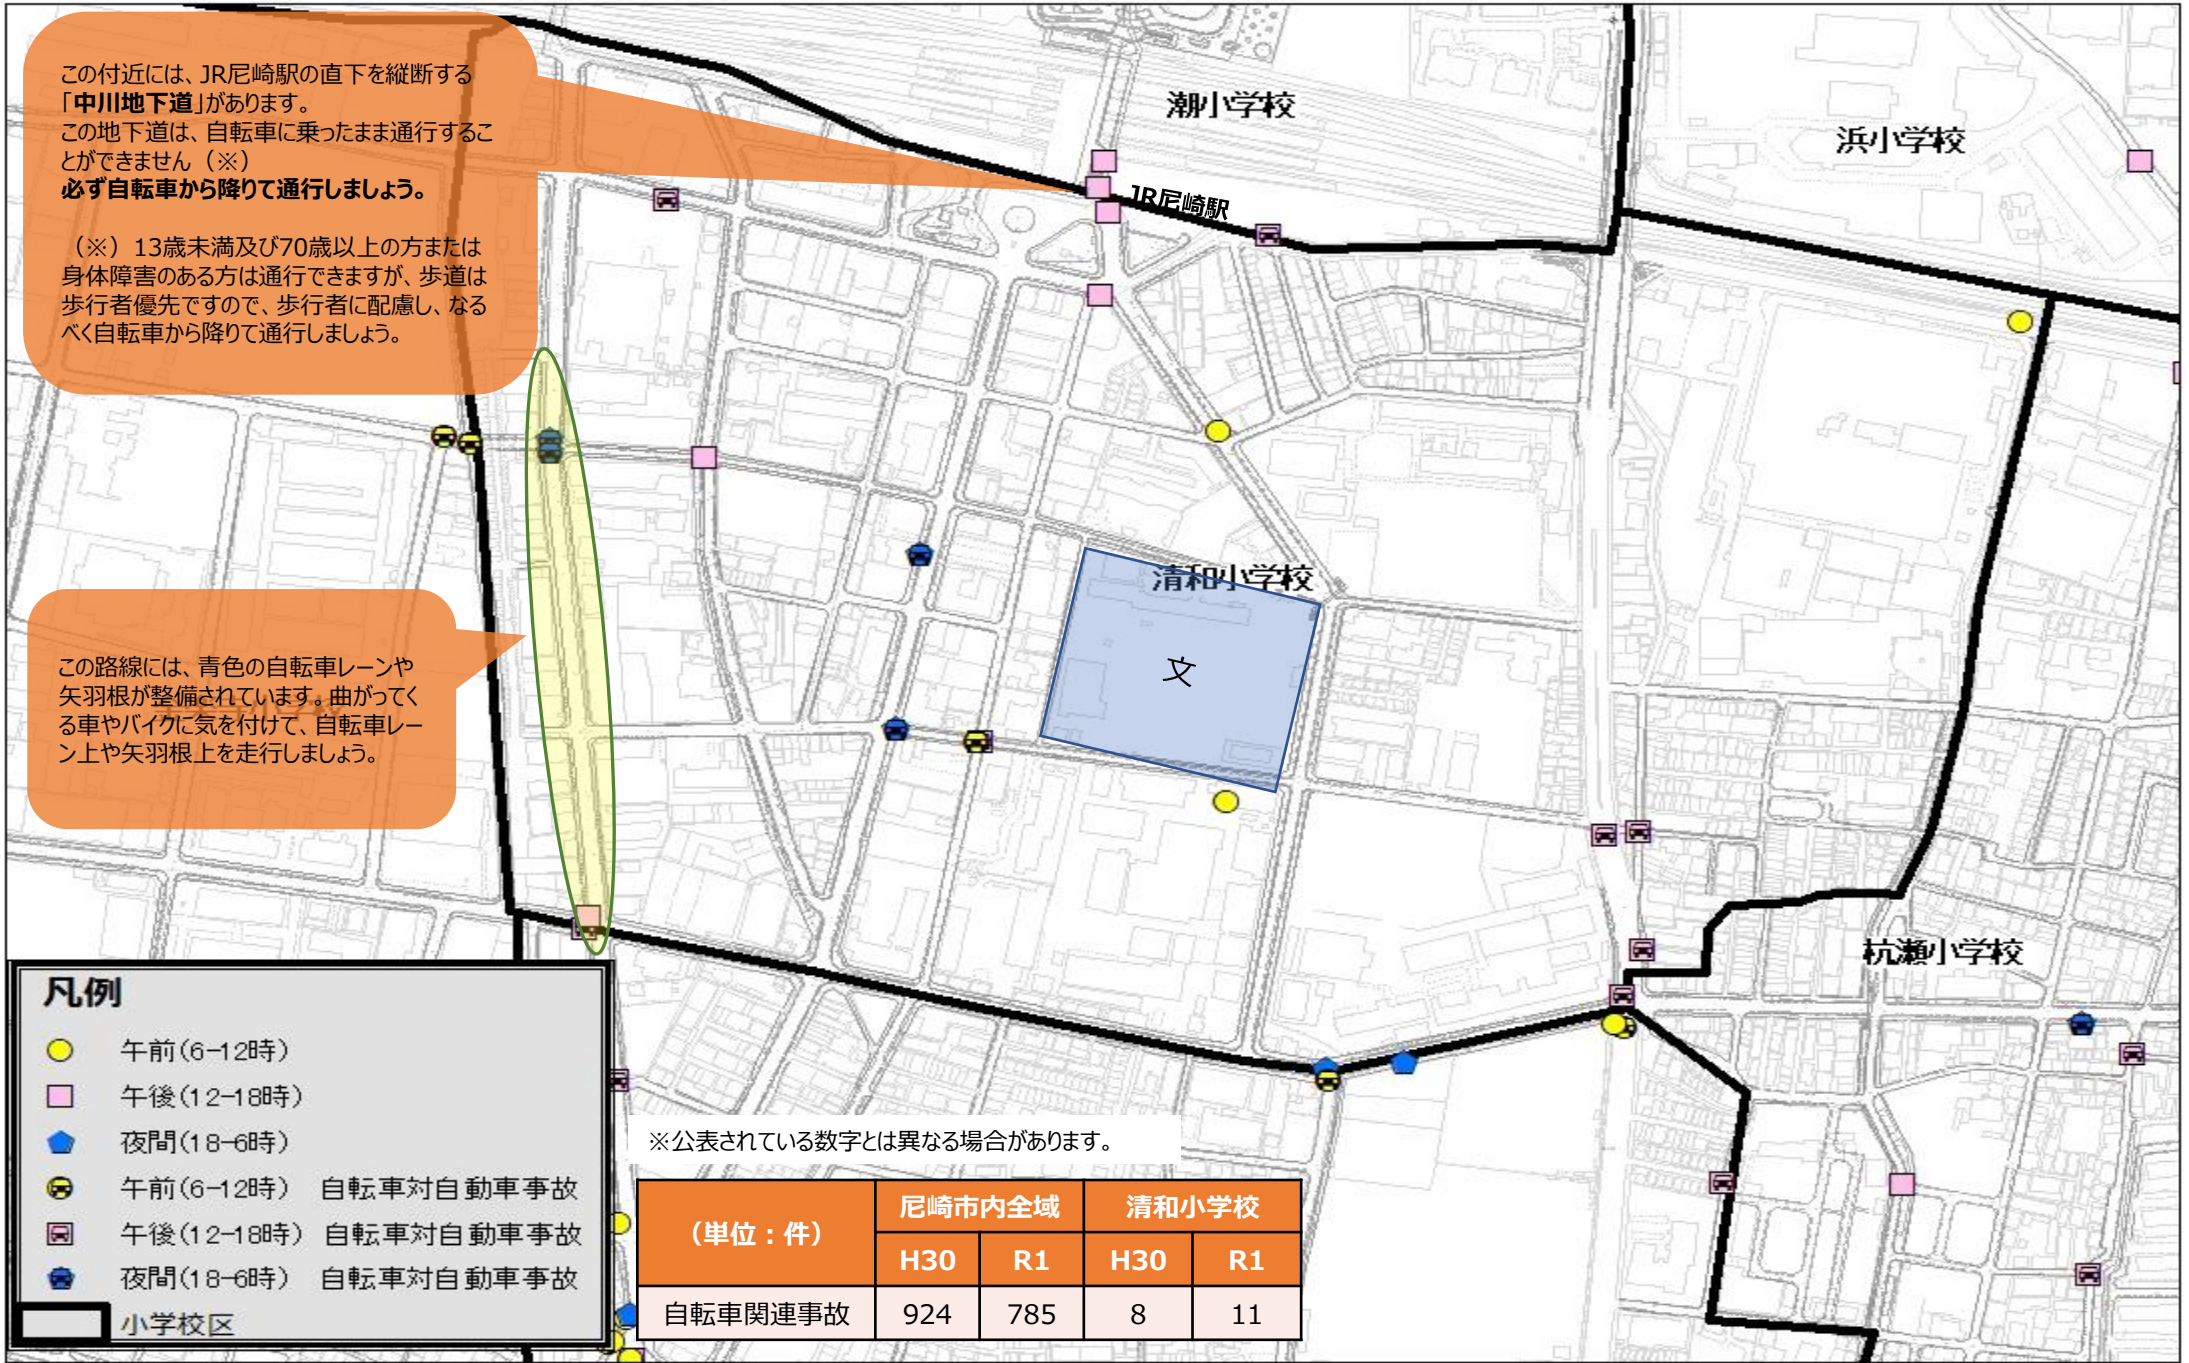 この付近には、JR尼崎駅の直下を縦断する
「中川地下道」があります。
この地下道は、自転車に乗ったまま通行するこ
とができません（※）
必ず自転車から降りて通行しましょう。
（※）13歳未満及び70歳以上の方または
身体障害のある方は通行できますが、歩道は
歩行者優先ですので、歩行者に配慮し、なる
べく自転車から降りて通行しましょう。
潮小学校
浜小学校
JR尼崎駅
清和小学校
文
この路線には、青色の自転車レーンや
矢羽根が整備されています。曲がってく
る車やバイクに気を付けて、自転車レー
ン上や矢羽根上を走行しましょう。
杭瀬小学校
凡例
午前(6-12時)
午後(12-18時)
夜間(18-6時)
午前(6-12時) 自転車対自動車事故
午後(12-18時) 自転車対自動車事故
夜間(18-6時) 自転車対自動車事故
小学校区
※公表されている数字とは異なる場合があります。
（単位：件） 尼崎市内全域 清和小学校
H30 R1 H30 R1
自転車関連事故 924 785 8 11